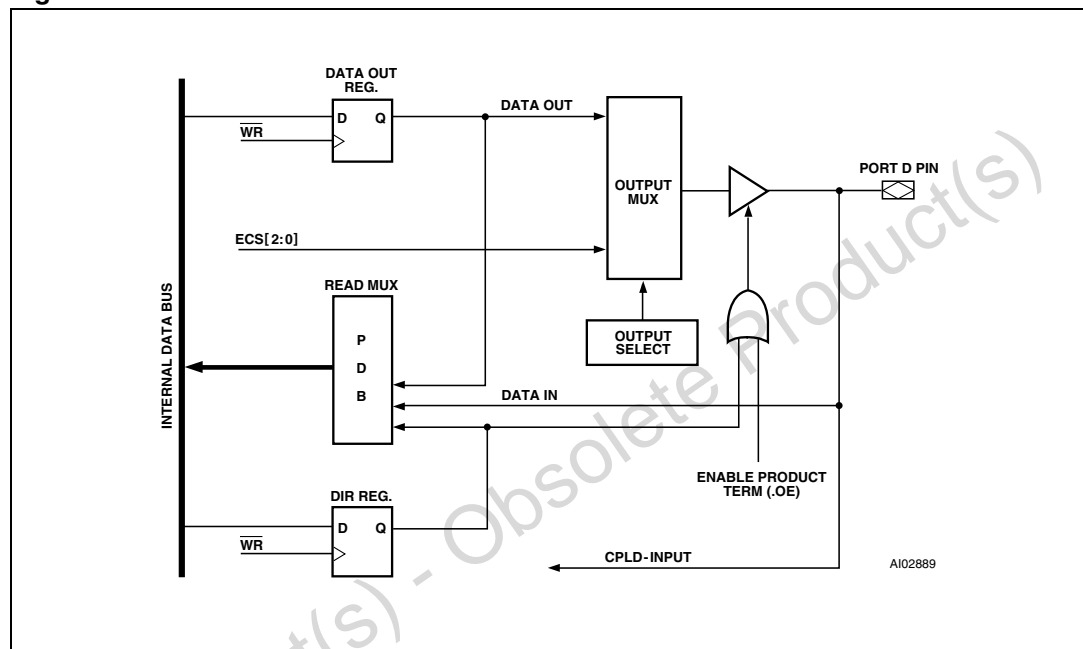 DATA OUT
REG.
D Q
WR
DATA OUT
OUTPUT
MUX
PORT D PIN
ECS[2:0]
READ MUX
P
D
B
OUTPUT
SELECT
INTERNAL DATA BUS
DATA IN
ENABLE PRODUCT
TERM (.OE)
DIR REG.
D Q
WR
CPLD-INPUT
AI02889
t(s) - Obsolete Product(s)